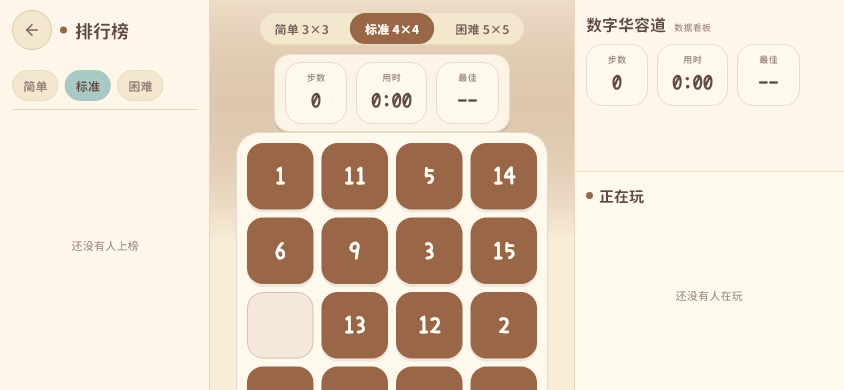 排行榜
简单 标准 困难
还没有人上榜
简单 3×3 标准 4×4 困难 5×5
步数 用时 最佳
0 0:00 --
1 11 5 14
6 9 3 15
13 12 2
数字华容道 数据看板
步数 用时 最佳
0 0:00 --
正在玩
还没有人在玩